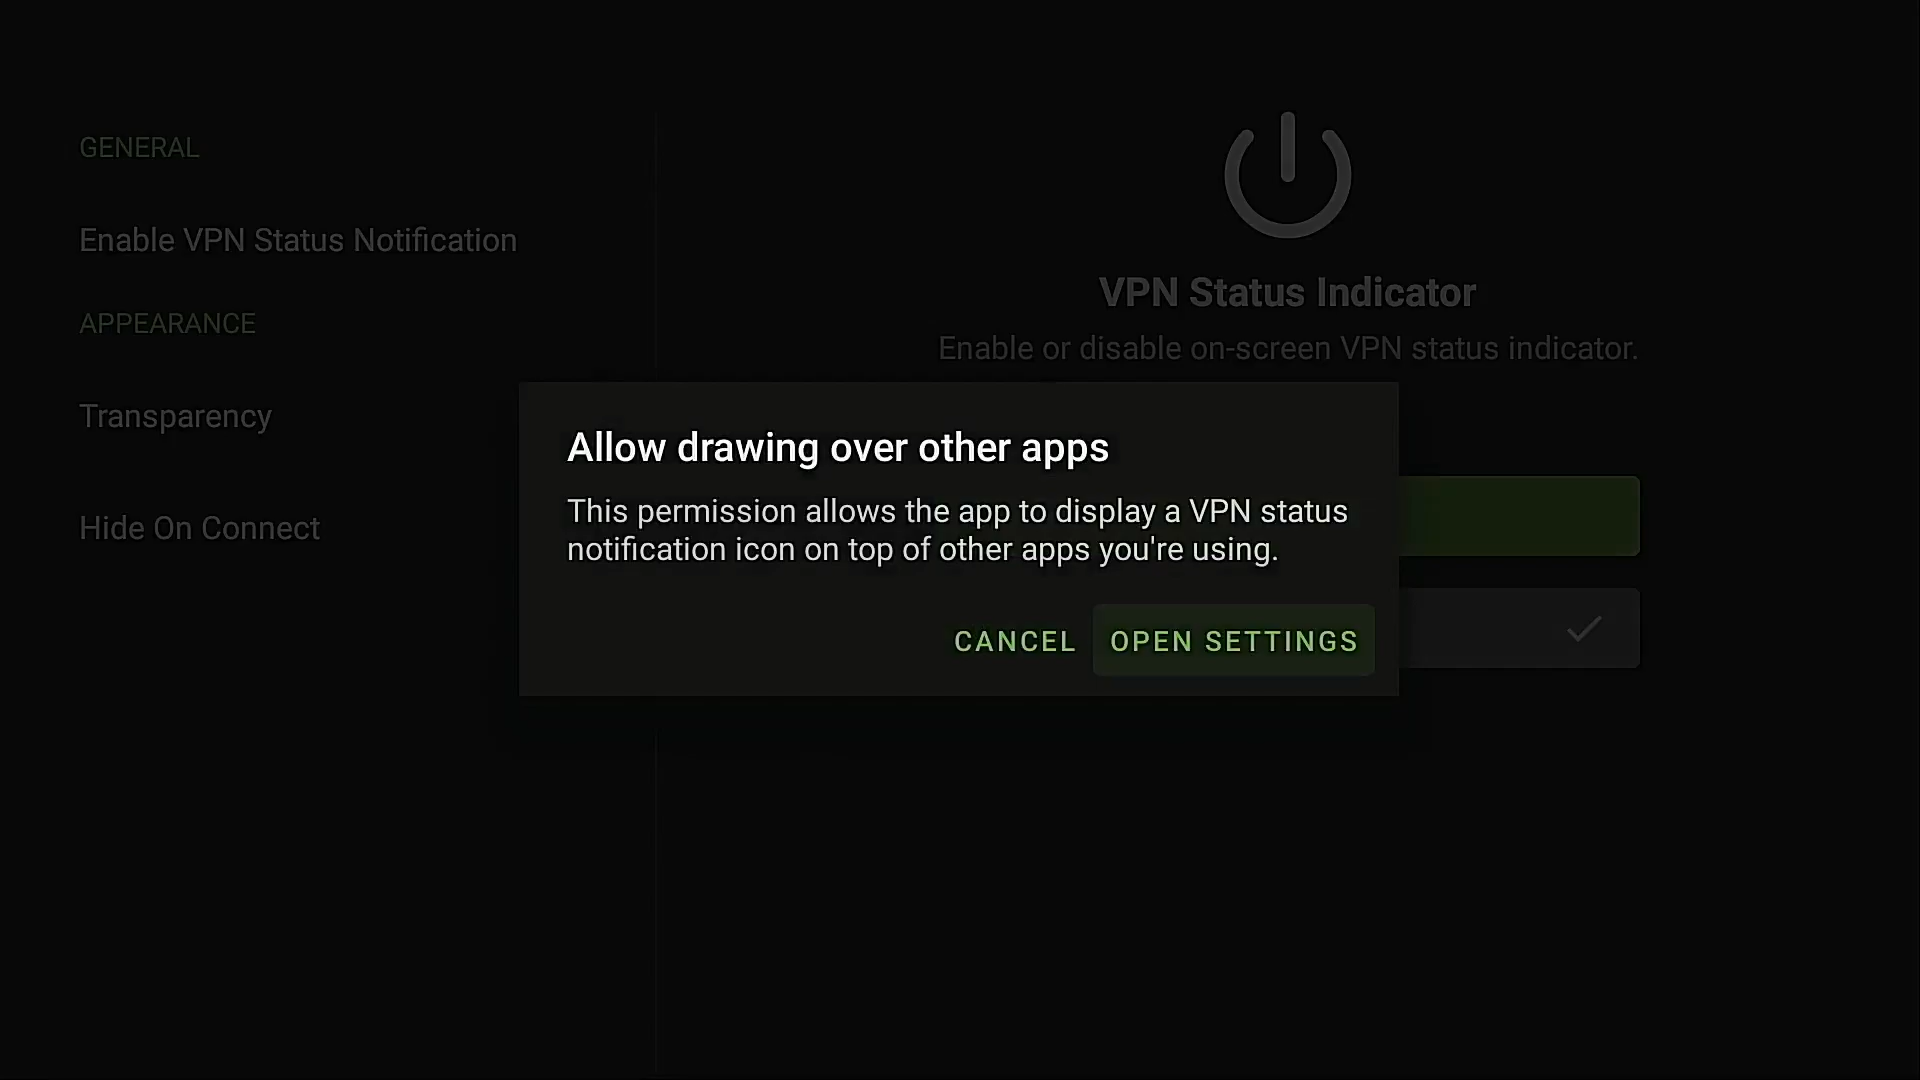 GENERAL
Enable VPN Status Notification
APPEARANCE
Transparency
Hide On Connect
VPN Status Indicator
Enable or disable on-screen VPN status indicator.
Allow drawing over other apps
This permission allows the app to display a VPN status
notification icon on top of other apps you're using.
CANCEL
OPEN SETTINGS